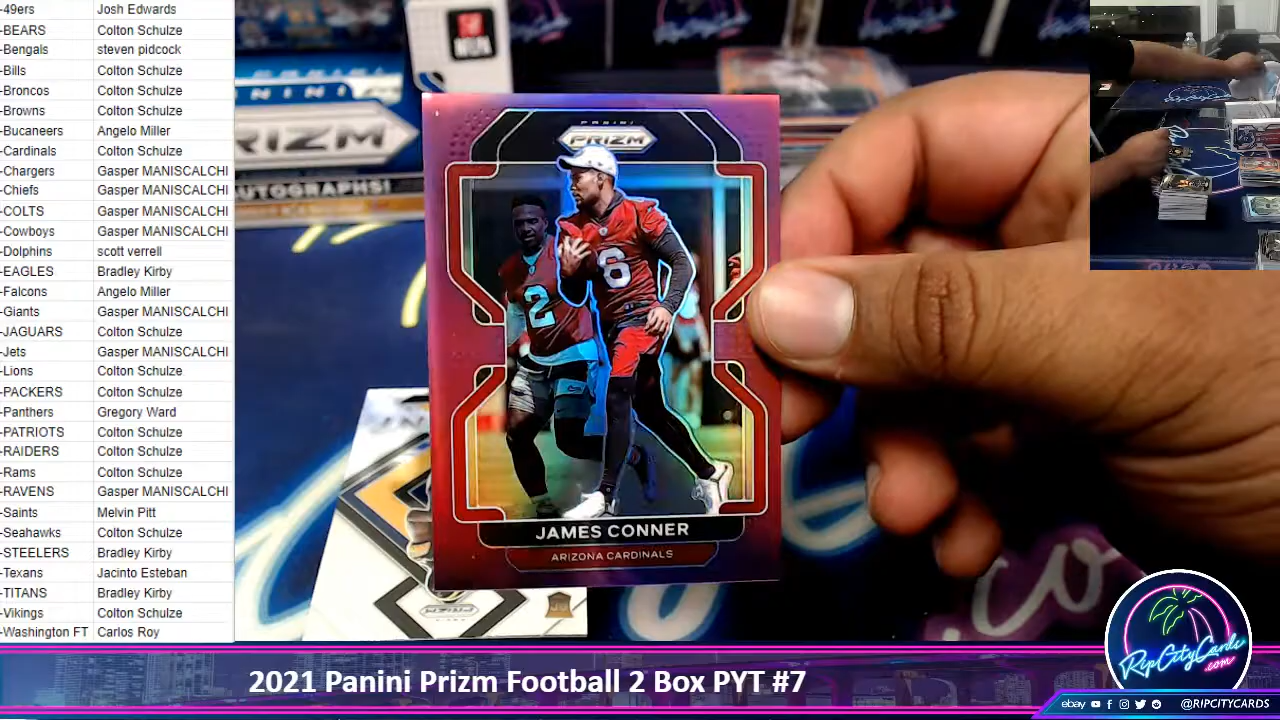 -49ers Josh Edwards
-BEARS Colton Schulze
-Bengals steven pidcock
-Bills Colton Schulze
-Broncos Colton Schulze
-Browns Colton Schulze
-Bucaneers Angelo Miller
-Cardinals Colton Schulze
-Chargers Gasper MANISCALCHI
-Chiefs Gasper MANISCALCHI
-COLTS Gasper MANISCALCHI
-Cowboys Gasper MANISCALCHI
-Dolphins scott verrell
-EAGLES Bradley Kirby
-Falcons Angelo Miller
-Giants Gasper MANISCALCHI
-JAGUARS Colton Schulze
-Jets Gasper MANISCALCHI
-Lions Colton Schulze
-PACKERS Colton Schulze
-Panthers Gregory Ward
-PATRIOTS Colton Schulze
-RAIDERS Colton Schulze
-Rams Colton Schulze
-RAVENS Gasper MANISCALCHI
-Saints Melvin Pitt
-Seahawks Colton Schulze
-STEELERS Bradley Kirby
-Texans Jacinto Esteban
-TITANS Bradley Kirby
-Vikings Colton Schulze
-Washington FT Carlos Roy
PANINI
PRIZM
6
2
JAMES CONNER
ARIZONA CARDINALS
RIZM
AUTOGRAPHS!
PRIZM
.co
2021 Panini Prizm Football 2 Box PYT #7
RipCityCards
.com
ebay
@RIPCITYCARDS